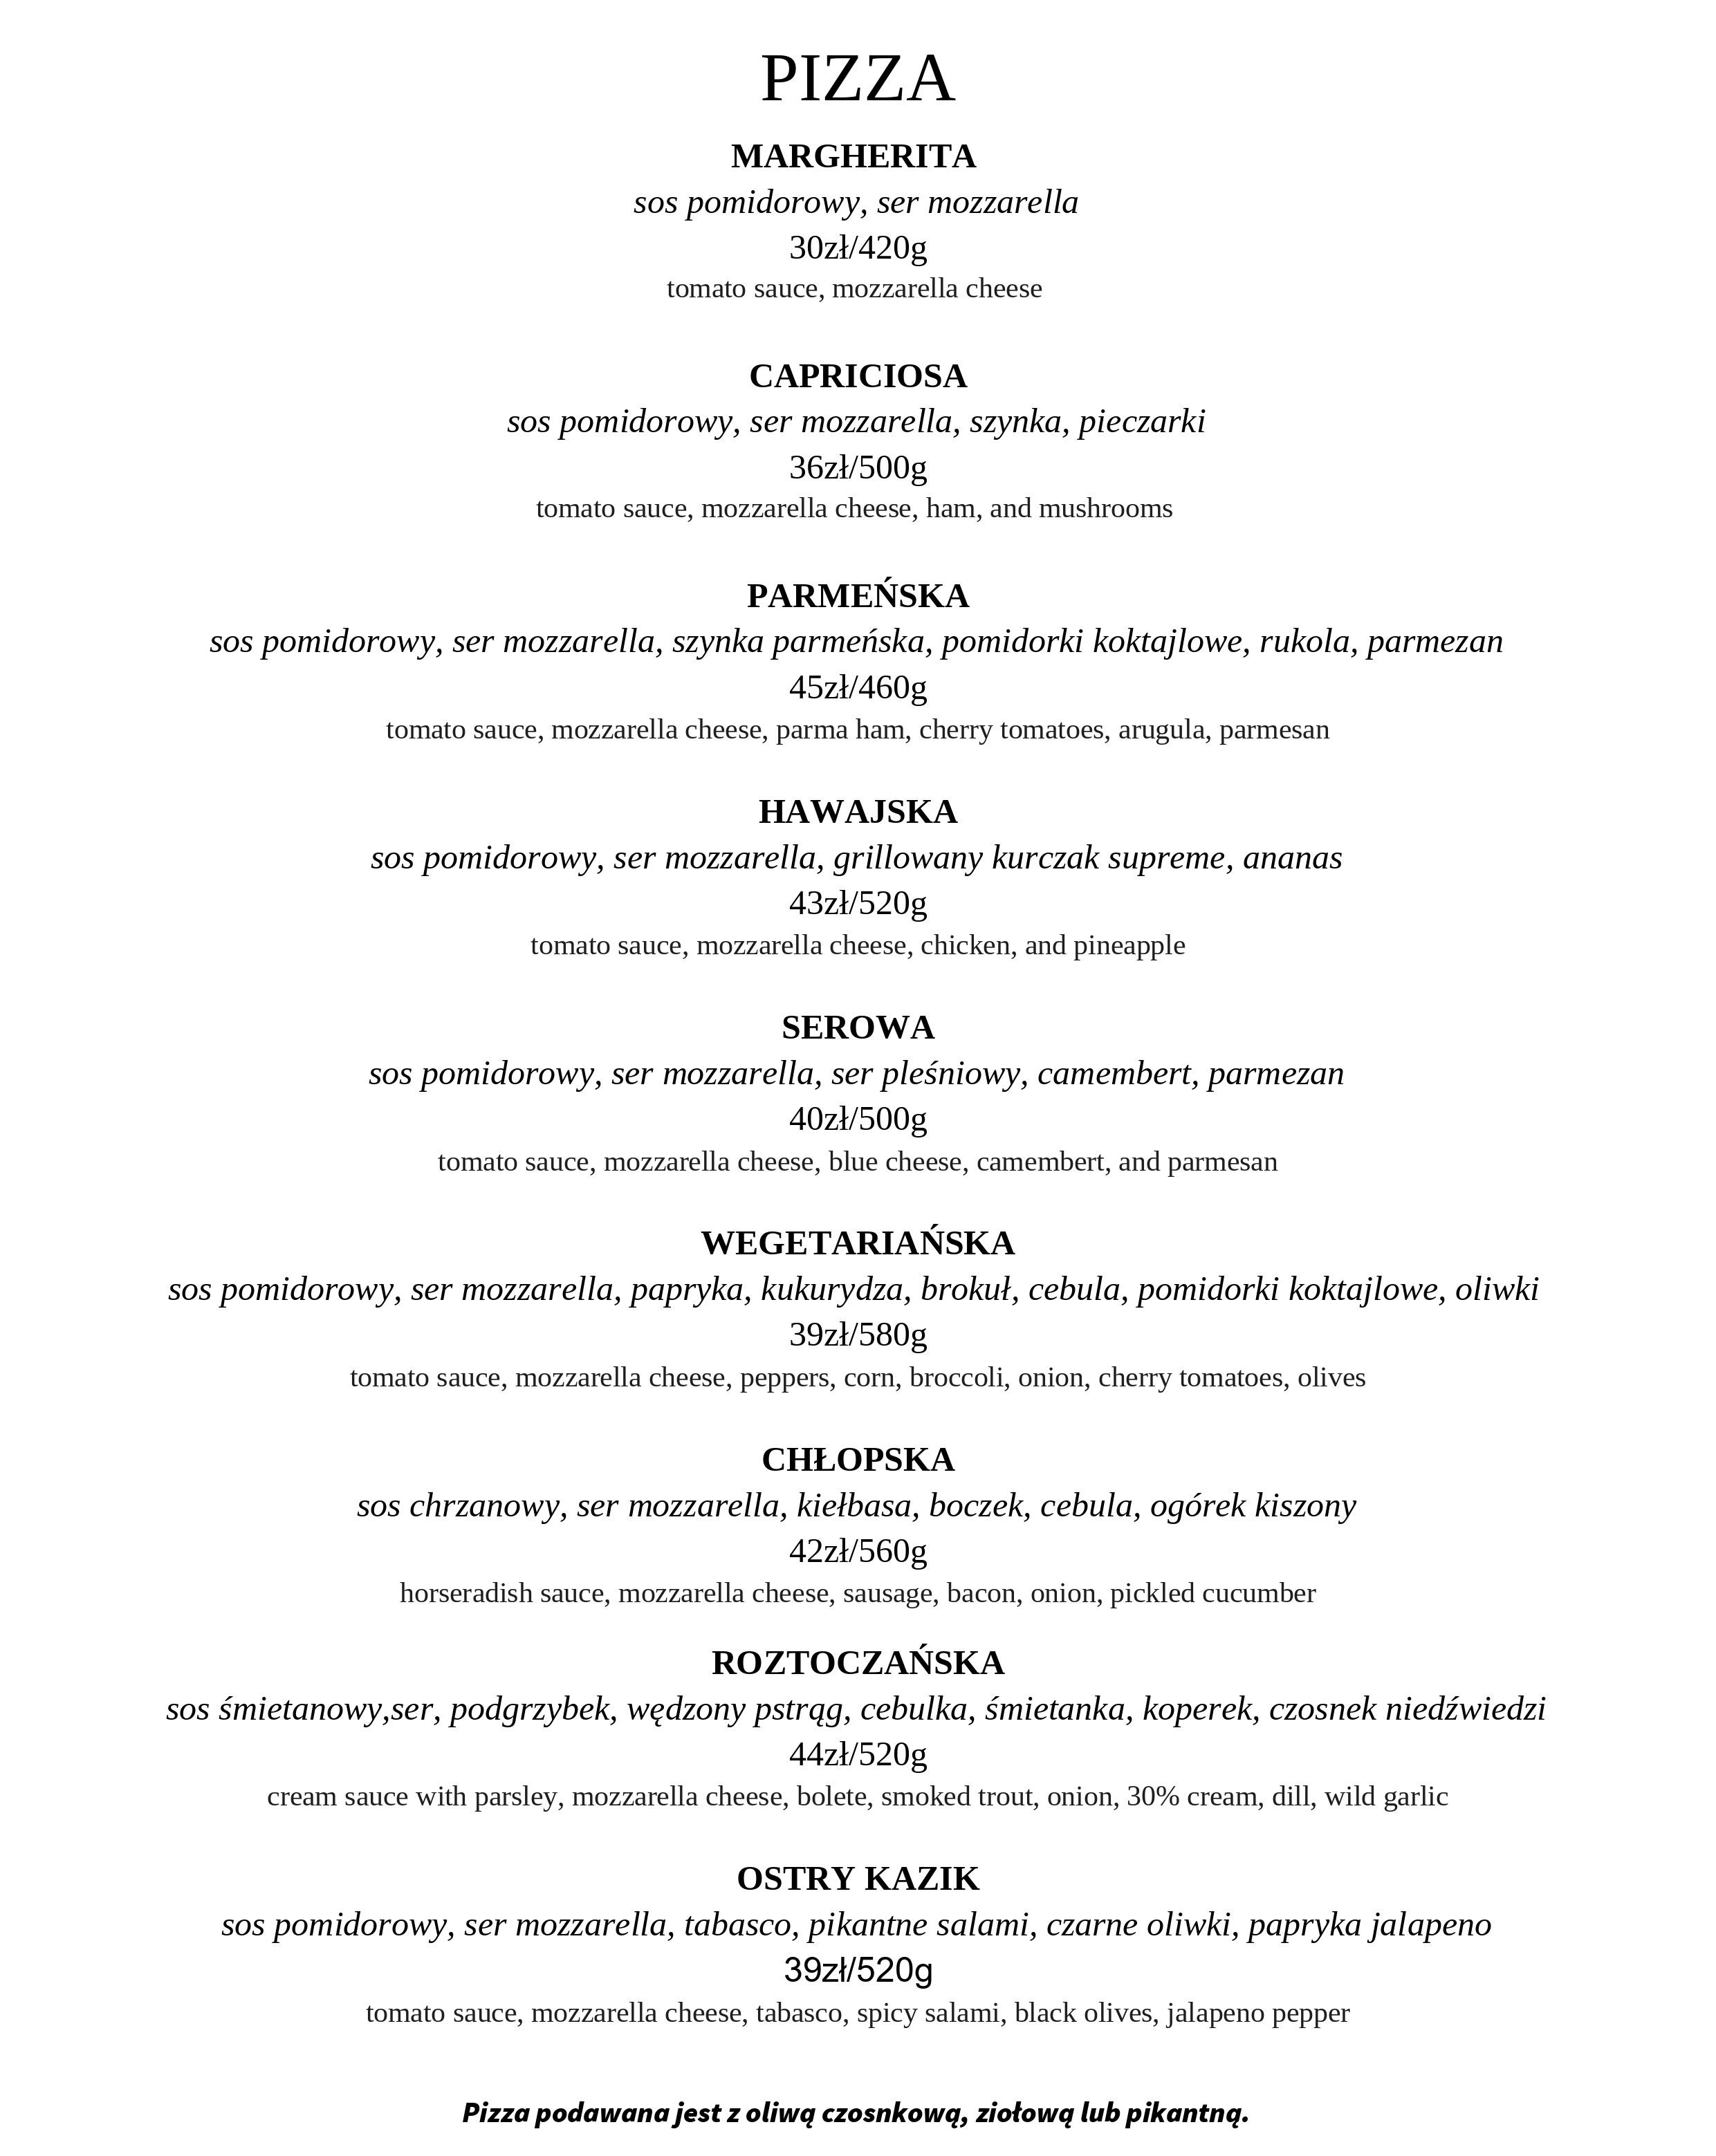 PIZZA
MARGHERITA
sos pomidorowy, ser mozzarella
30zł/420g
tomato sauce, mozzarella cheese
CAPRICIOSA
sos pomidorowy, ser mozzarella, szynka, pieczarki
36zł/500g
tomato sauce, mozzarella cheese, ham, and mushrooms
PARMEŃSKA
sos pomidorowy, ser mozzarella, szynka parmeńska, pomidorki koktajlowe, rukola, parmezan
45zł/460g
tomato sauce, mozzarella cheese, parma ham, cherry tomatoes, arugula, parmesan
HAWAJSKA
sos pomidorowy, ser mozzarella, grillowany kurczak supreme, ananas
43zł/520g
tomato sauce, mozzarella cheese, chicken, and pineapple
SEROWA
sos pomidorowy, ser mozzarella, ser pleśniowy, camembert, parmezan
40zł/500g
tomato sauce, mozzarella cheese, blue cheese, camembert, and parmesan
WEGETARIAŃSKA
sos pomidorowy, ser mozzarella, papryka, kukurydza, brokuł, cebula, pomidorki koktajlowe, oliwki
39zł/580g
tomato sauce, mozzarella cheese, peppers, corn, broccoli, onion, cherry tomatoes, olives
CHŁOPSKA
sos chrzanowy, ser mozzarella, kiełbasa, boczek, cebula, ogórek kiszony
42zł/560g
horseradish sauce, mozzarella cheese, sausage, bacon, onion, pickled cucumber
ROZTOCZAŃSKA
sos śmietanowy,ser, podgrzybek, wędzony pstrąg, cebulka, śmietanka, koperek, czosnek niedźwiedzi
44zł/520g
cream sauce with parsley, mozzarella cheese, bolete, smoked trout, onion, 30% cream, dill, wild garlic
OSTRY KAZIK
sos pomidorowy, ser mozzarella, tabasco, pikantne salami, czarne oliwki, papryka jalapeno
39zł/520g
tomato sauce, mozzarella cheese, tabasco, spicy salami, black olives, jalapeno pepper
Pizza podawana jest z oliwą czosnkową, ziołową lub pikantną.